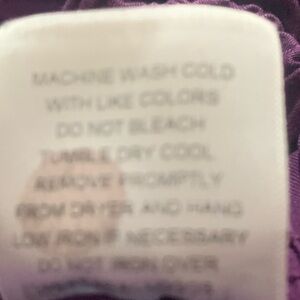 MACHINE WASH COLD
WITH LIKE COLORS
DO NOT BLEACH
TUMBLE DRY COOL
REMOVE PROMPTLY
FROM DRYER AND HANG
LOW IRON IF NECESSARY
DO NOT IRON OVER